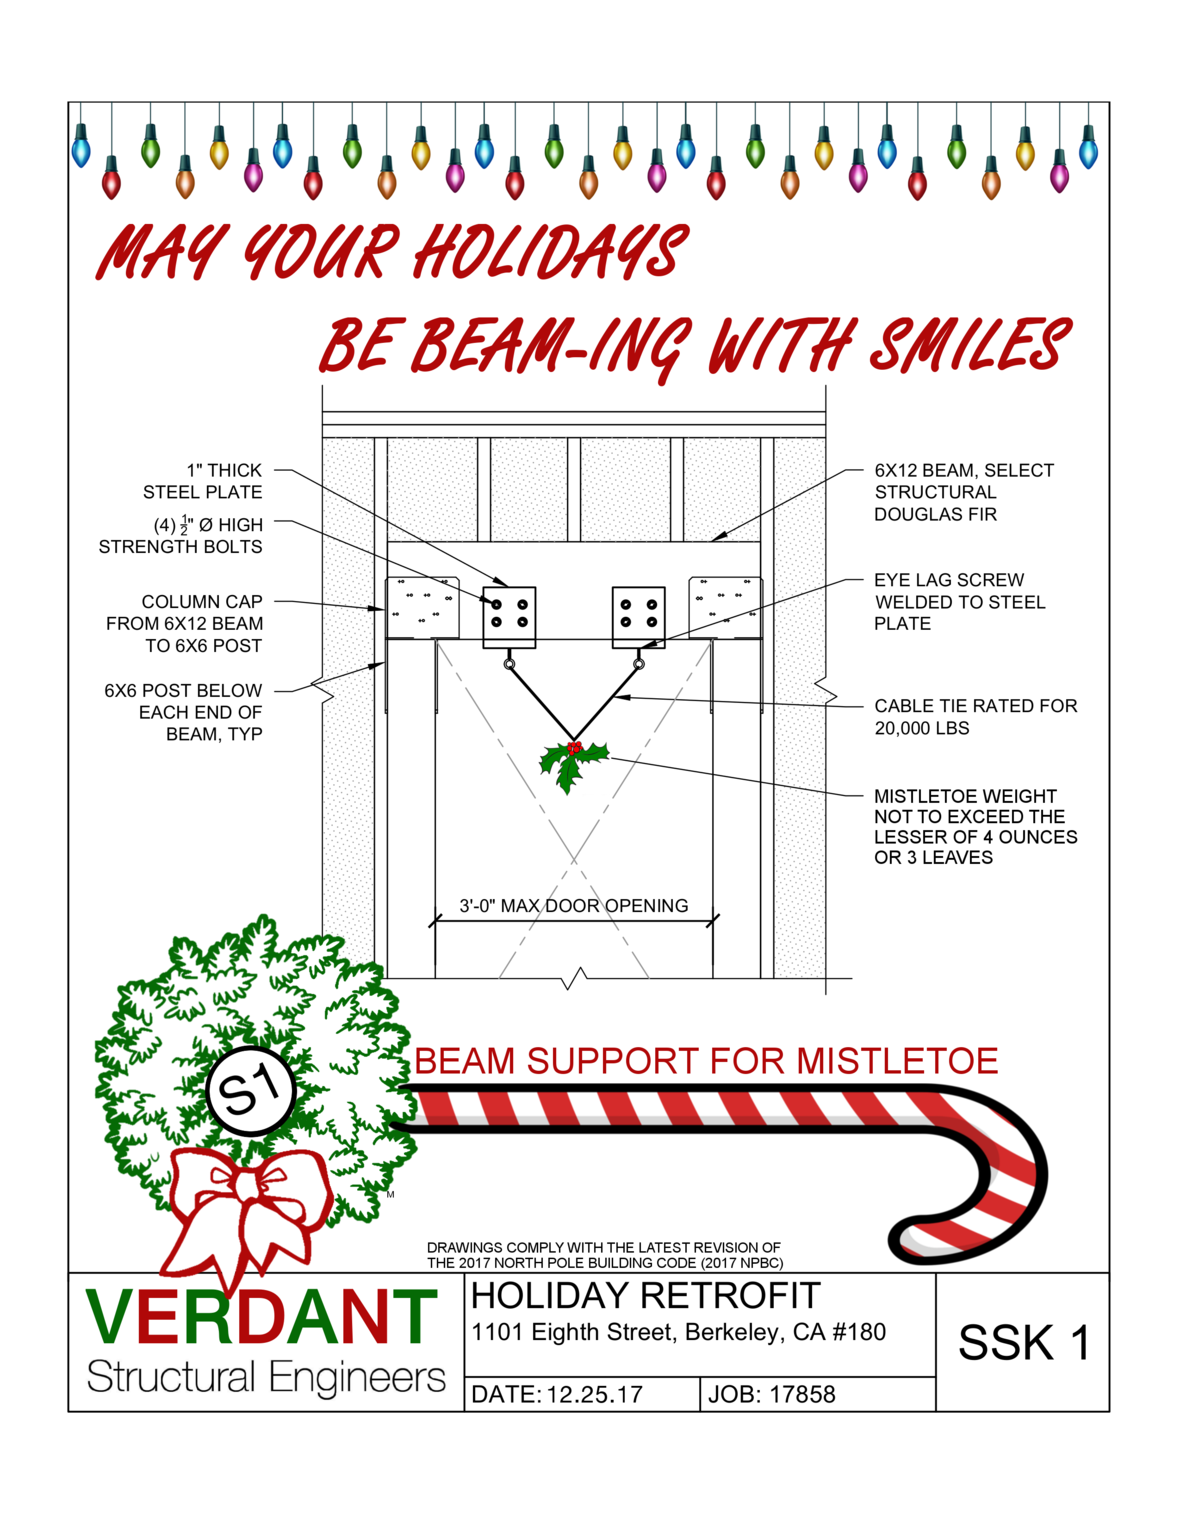 MAY YOUR HOLIDAYS
BE BEAM-ING WITH SMILES
1" THICK
STEEL PLATE
(4) 1/2" Ø HIGH
STRENGTH BOLTS
COLUMN CAP
FROM 6X12 BEAM
TO 6X6 POST
6X6 POST BELOW
EACH END OF
BEAM, TYP
6X12 BEAM, SELECT
STRUCTURAL
DOUGLAS FIR
EYE LAG SCREW
WELDED TO STEEL
PLATE
CABLE TIE RATED FOR
20,000 LBS
MISTLETOE WEIGHT
NOT TO EXCEED THE
LESSER OF 4 OUNCES
OR 3 LEAVES
3'-0" MAX DOOR OPENING
S1
BEAM SUPPORT FOR MISTLETOE
M
DRAWINGS COMPLY WITH THE LATEST REVISION OF
THE 2017 NORTH POLE BUILDING CODE (2017 NPBC)
VERDANT
Structural Engineers
HOLIDAY RETROFIT
1101 Eighth Street, Berkeley, CA #180
DATE: 12.25.17
JOB: 17858
SSK 1